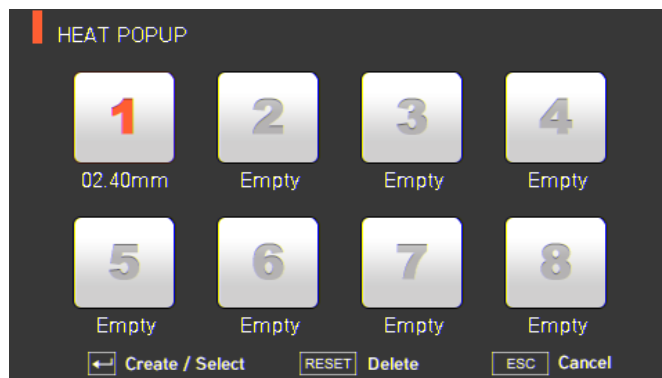 HEAT POPUP
1 2 3 4
02.40mm Empty Empty Empty
5 6 7 8
Empty Empty Empty Empty
↵ Create / Select RESET Delete ESC Cancel